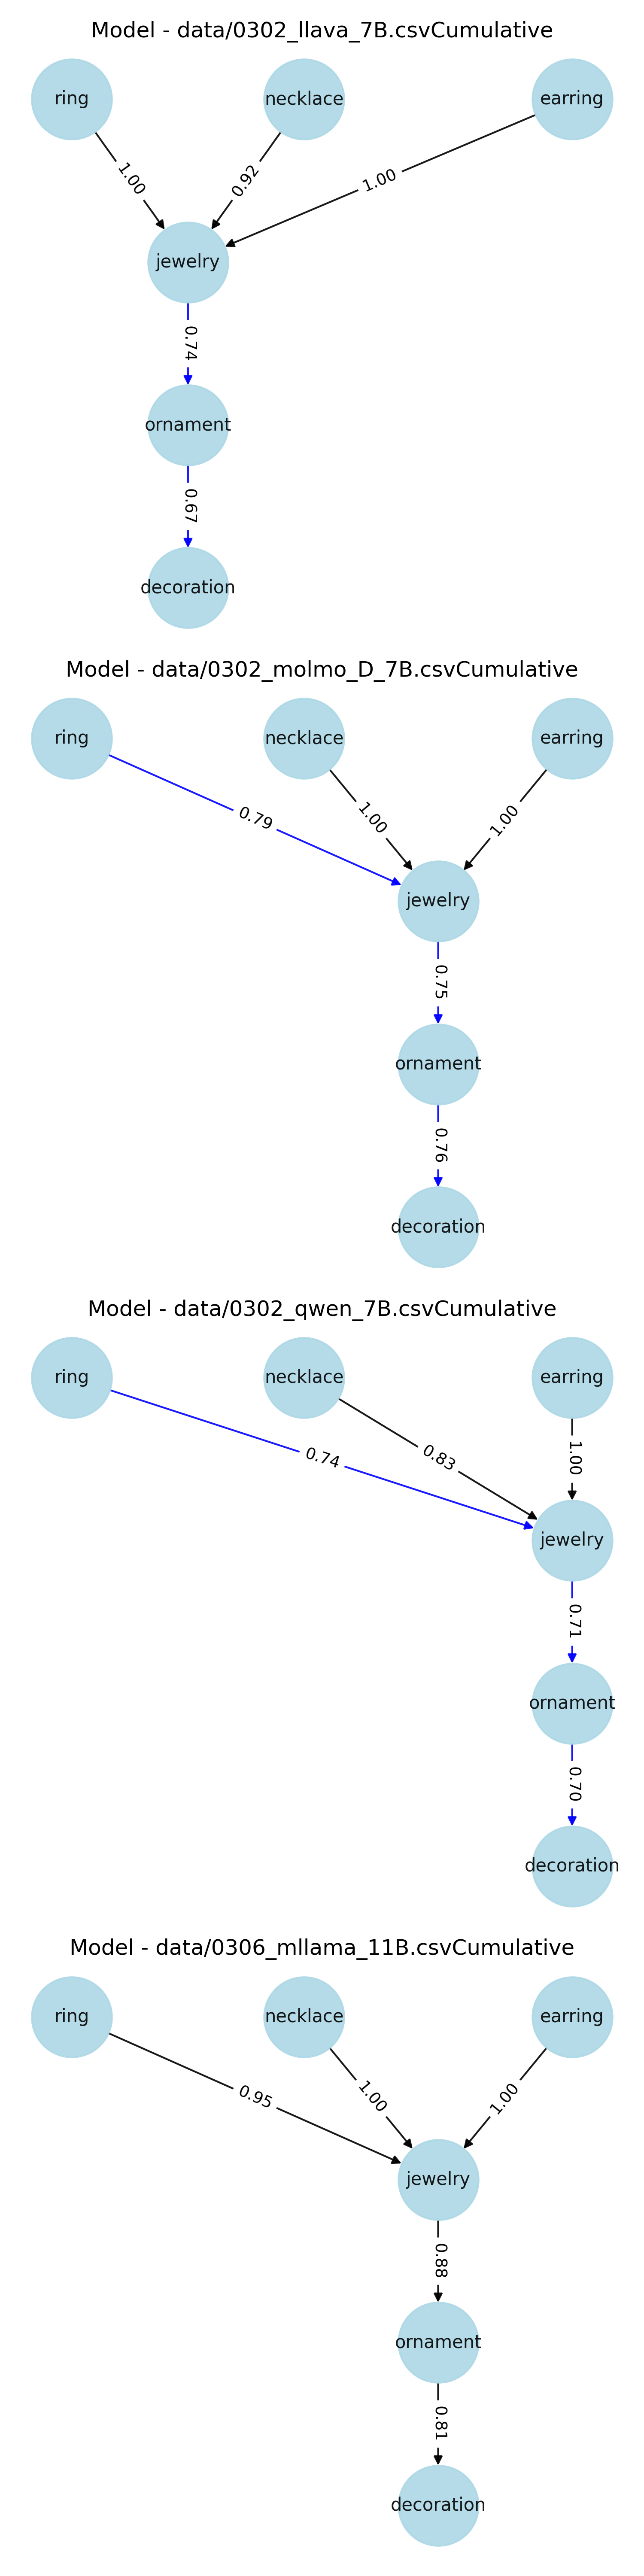 Model - data/0302_llava_7B.csvCumulative
ring
necklace
earring
1.00
0.92
1.00
jewelry
0.74
ornament
0.67
decoration
Model - data/0302_molmo_D_7B.csvCumulative
ring
necklace
earring
0.79
1.00
1.00
jewelry
0.75
ornament
0.76
decoration
Model - data/0302_qwen_7B.csvCumulative
ring
necklace
earring
0.74
0.83
1.00
jewelry
0.71
ornament
0.70
decoration
Model - data/0306_mllama_11B.csvCumulative
ring
necklace
earring
0.95
1.00
1.00
jewelry
0.88
ornament
0.81
decoration